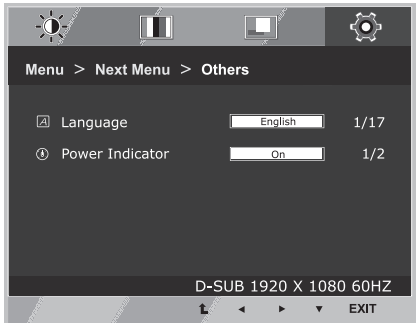 Menu > Next Menu > Others
Language English 1/17
Power Indicator On 1/2
D-SUB 1920 X 1080 60HZ
EXIT